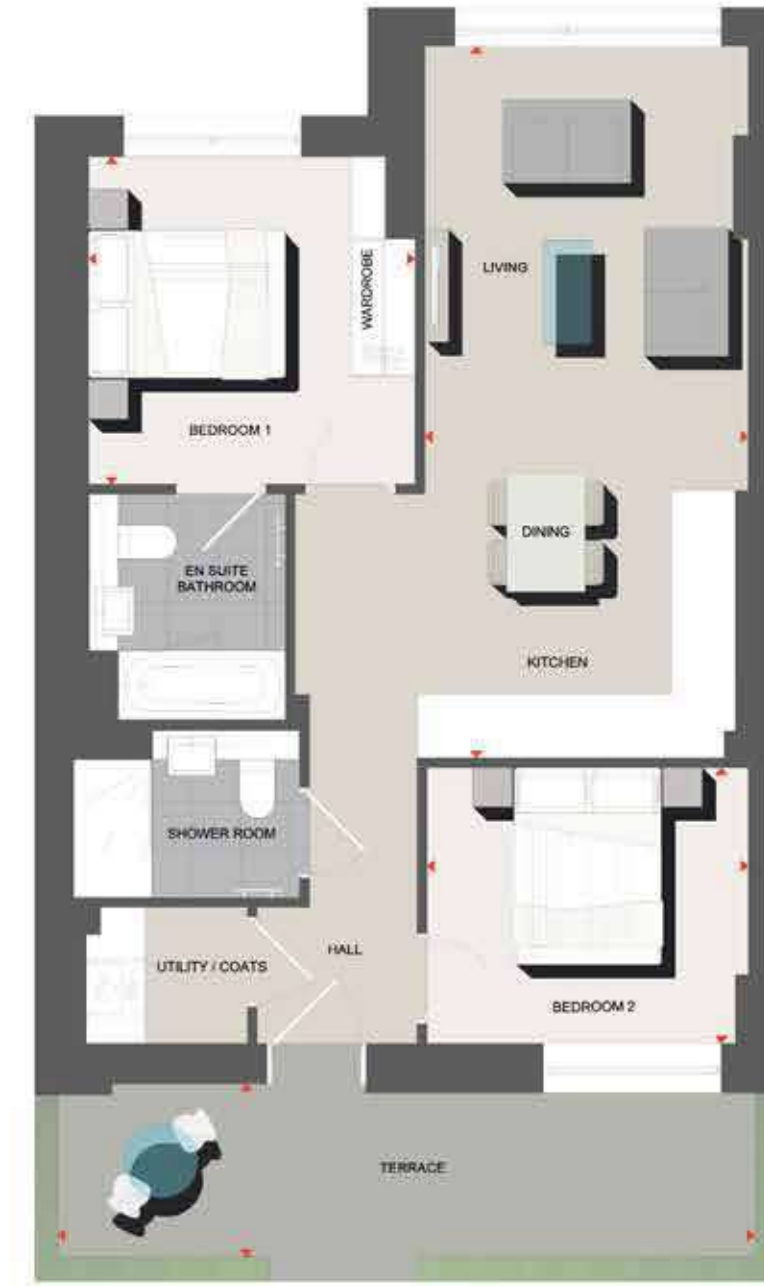 LIVING
WARDROBE
BEDROOM 1
DINING
EN SUITE
BATHROOM
KITCHEN
SHOWER ROOM
HALL
UTILITY / COATS
BEDROOM 2
TERRACE